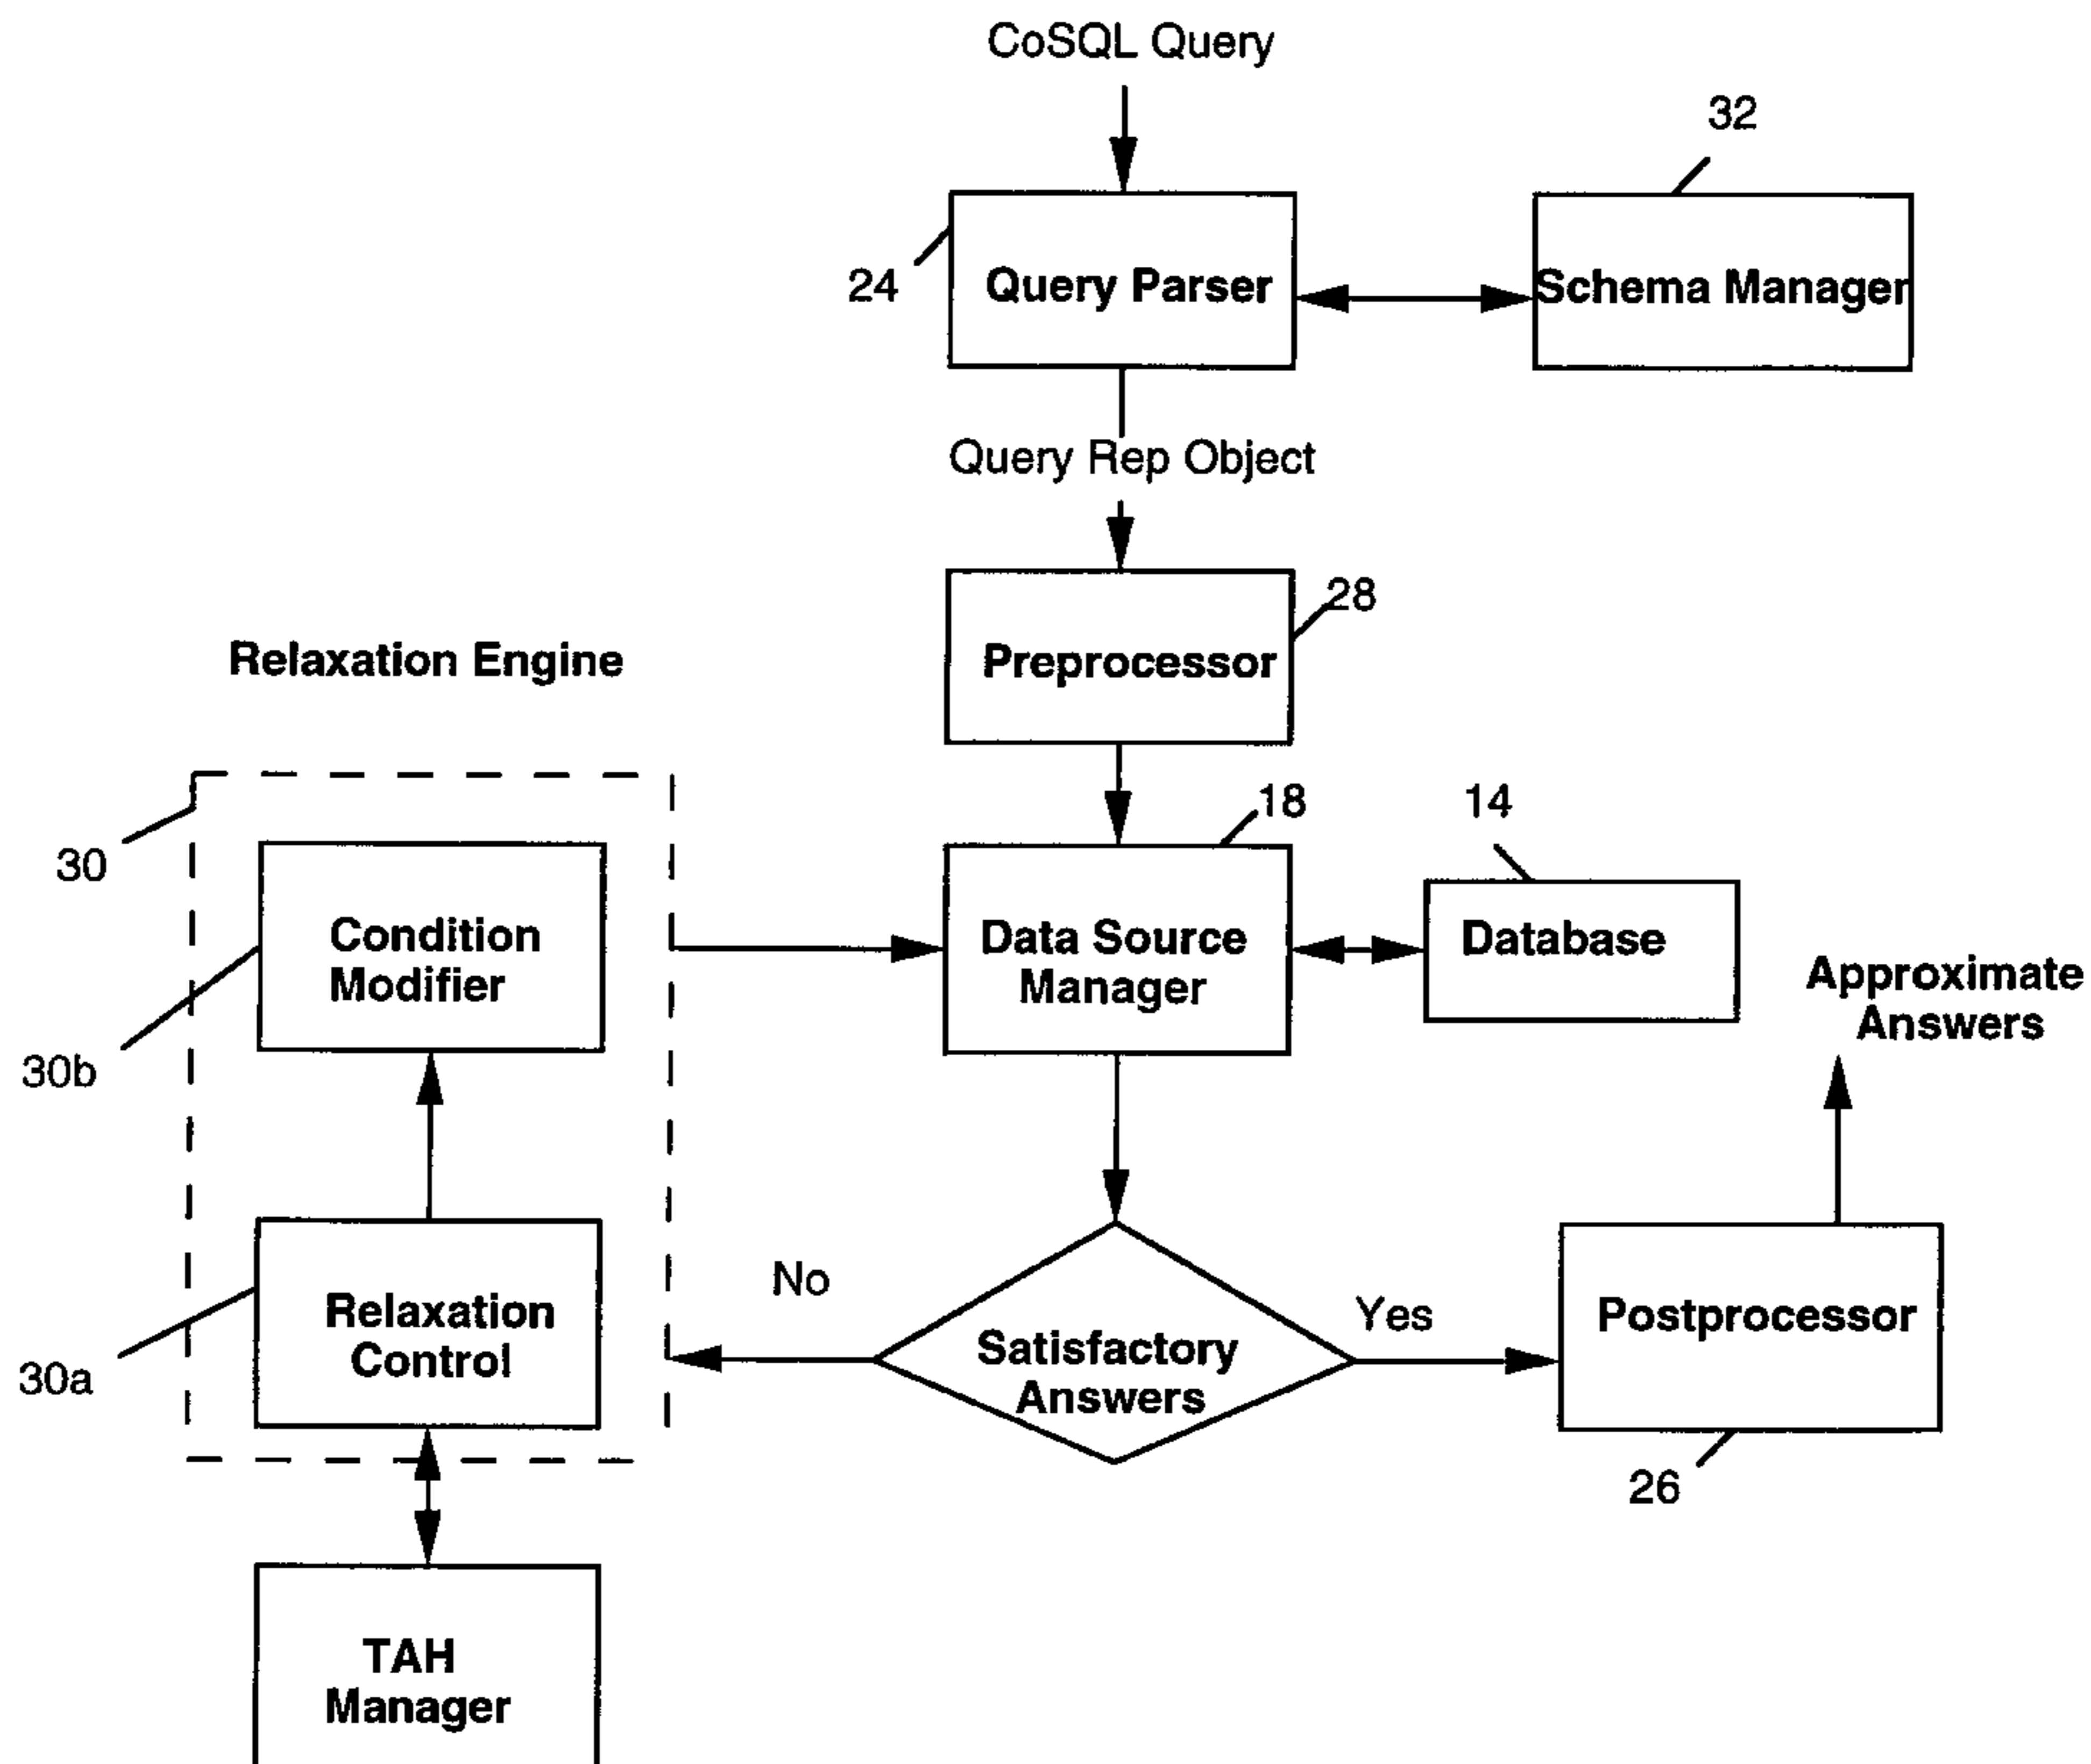 CoSQL Query
32
24
Query Parser
Schema Manager
Query Rep Object
28
Preprocessor
Relaxation Engine
18
14
30
Condition
Modifier
Data Source
Manager
Database
Approximate
Answers
30b
No
Yes
Relaxation
Control
Satisfactory
Answers
Postprocessor
30a
26
TAH
Manager